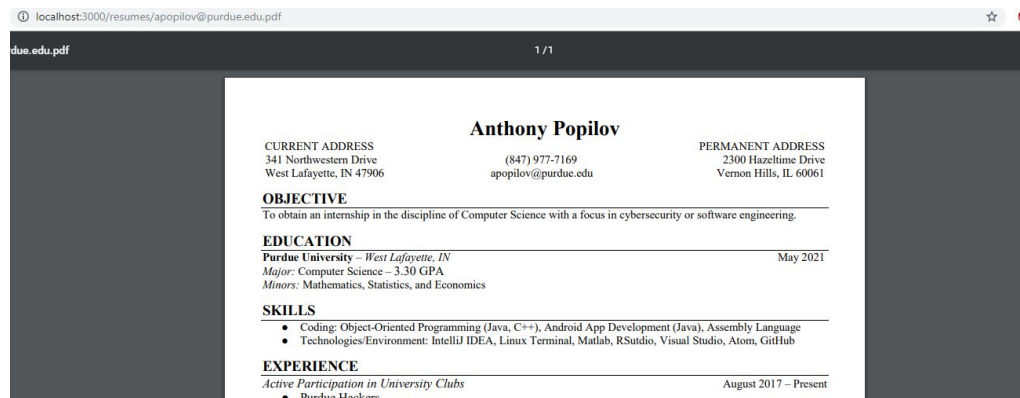 localhost:3000/resumes/apopilov@purdue.edu.pdf
due.edu.pdf
1 / 1
Anthony Popilov
CURRENT ADDRESS PERMANENT ADDRESS
341 Northwestern Drive (847) 977-7169 2300 Hazeltime Drive
West Lafayette, IN 47906 apopilov@purdue.edu Vernon Hills, IL 60061
OBJECTIVE
To obtain an internship in the discipline of Computer Science with a focus in cybersecurity or software engineering.
EDUCATION
Purdue University – West Lafayette, IN May 2021
Major: Computer Science – 3.30 GPA
Minors: Mathematics, Statistics, and Economics
SKILLS
● Coding: Object-Oriented Programming (Java, C++), Android App Development (Java), Assembly Language
● Technologies/Environment: IntelliJ IDEA, Linux Terminal, Matlab, RSutdio, Visual Studio, Atom, GitHub
EXPERIENCE
Active Participation in University Clubs August 2017 – Present
● Purdue Hackers